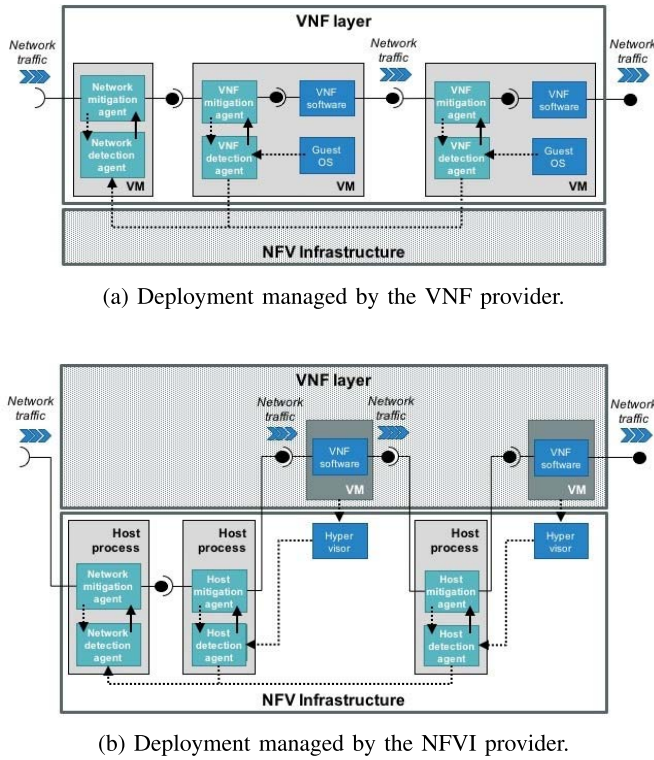 VNF layer
Network
traffic
Network
traffic
Network
traffic
Network
mitigation
agent
Network
detection
agent
VM
VNF
mitigation
agent
VNF
software
VNF
detection
agent
Guest
OS
VM
VNF
mitigation
agent
VNF
software
VNF
detection
agent
Guest
OS
VM
NFV Infrastructure
(a) Deployment managed by the VNF provider.
VNF layer
Network
traffic
Network
traffic
Network
traffic
Network
traffic
VNF
software
VM
VNF
software
VM
Host
process
Network
mitigation
agent
Network
detection
agent
Host
process
Host
mitigation
agent
Host
detection
agent
Hyper
visor
Host
process
Host
mitigation
agent
Host
detection
agent
Hyper
visor
NFV Infrastructure
(b) Deployment managed by the NFVI provider.